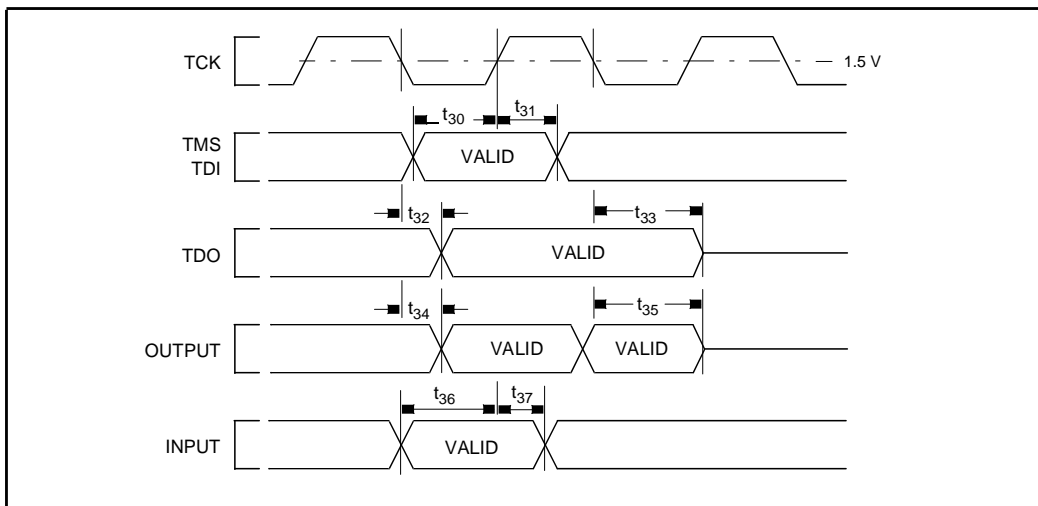 TCK
1.5 V
t30 t31
TMS
TDI
VALID
t32 t33
TDO
VALID
t34 t35
OUTPUT
VALID VALID
t36 t37
INPUT
VALID